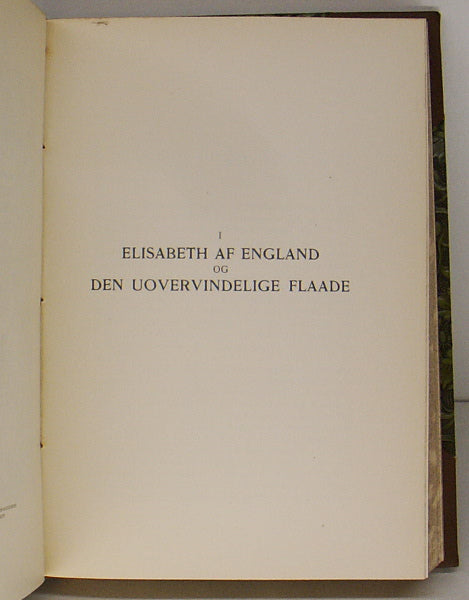 I
ELISABETH AF ENGLAND
OG
DEN UOVERVINDELIGE FLAADE